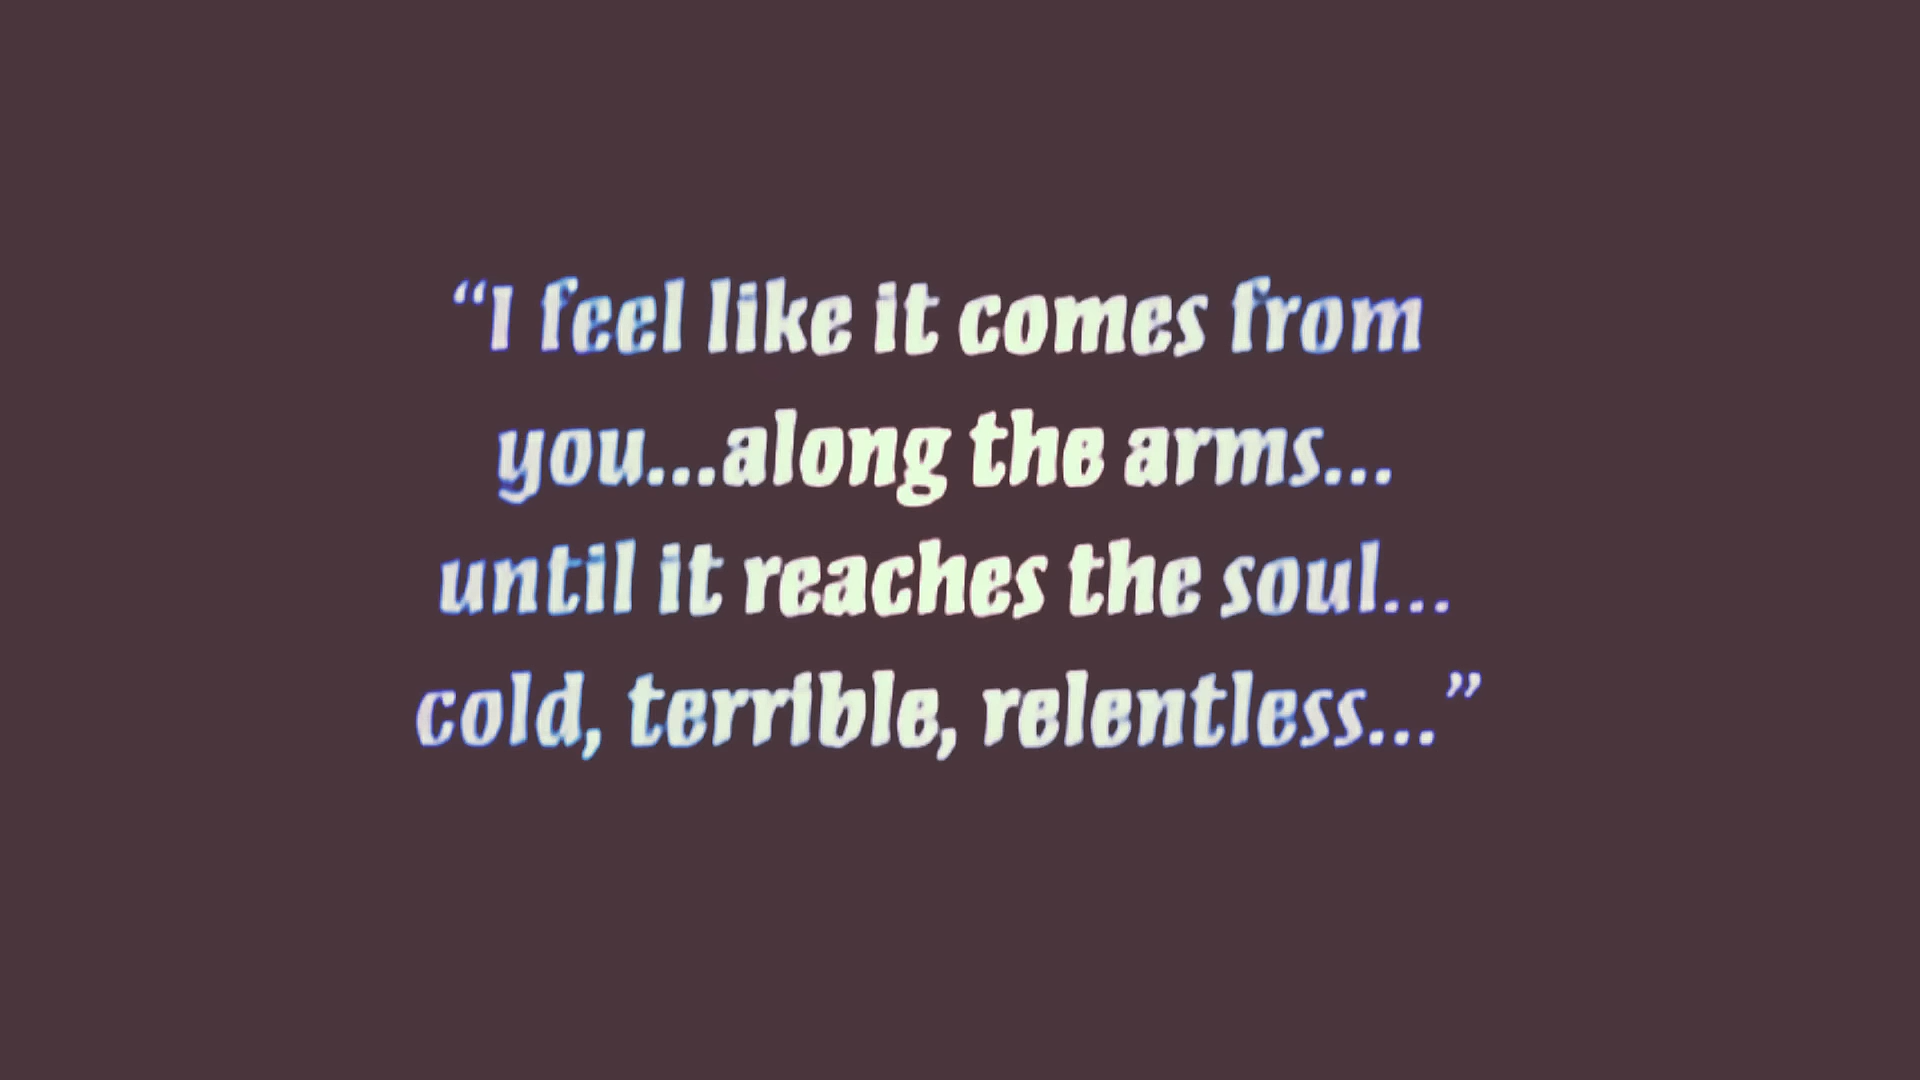 “I feel like it comes from
you...along the arms...
until it reaches the soul...
cold, terrible, relentless...”